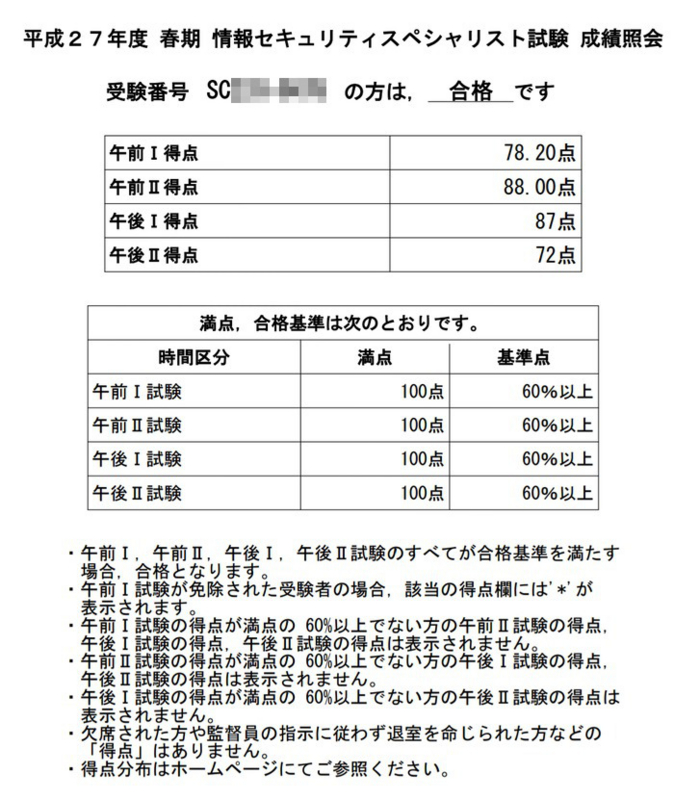 平成２７年度 春期 情報セキュリティスペシャリスト試験 成績照会
受験番号 SC の方は， 合格 です
午前Ⅰ得点 78.20点
午前Ⅱ得点 88.00点
午後Ⅰ得点 87点
午後Ⅱ得点 72点
満点，合格基準は次のとおりです。
時間区分 満点 基準点
午前Ⅰ試験 100点 60%以上
午前Ⅱ試験 100点 60%以上
午後Ⅰ試験 100点 60%以上
午後Ⅱ試験 100点 60%以上
・午前Ⅰ，午前Ⅱ，午後Ⅰ，午後Ⅱ試験のすべてが合格基準を満たす
場合，合格となります。
・午前Ⅰ試験が免除された受験者の場合，該当の得点欄には'*'が
表示されます。
・午前Ⅰ試験の得点が満点の 60%以上でない方の午前Ⅱ試験の得点，
午後Ⅰ試験の得点，午後Ⅱ試験の得点は表示されません。
・午前Ⅱ試験の得点が満点の 60%以上でない方の午後Ⅰ試験の得点，
午後Ⅱ試験の得点は表示されません。
・午後Ⅰ試験の得点が満点の 60%以上でない方の午後Ⅱ試験の得点は
表示されません。
・欠席された方や監督員の指示に従わず退室を命じられた方などの
「得点」はありません。
・得点分布はホームページにてご参照ください。